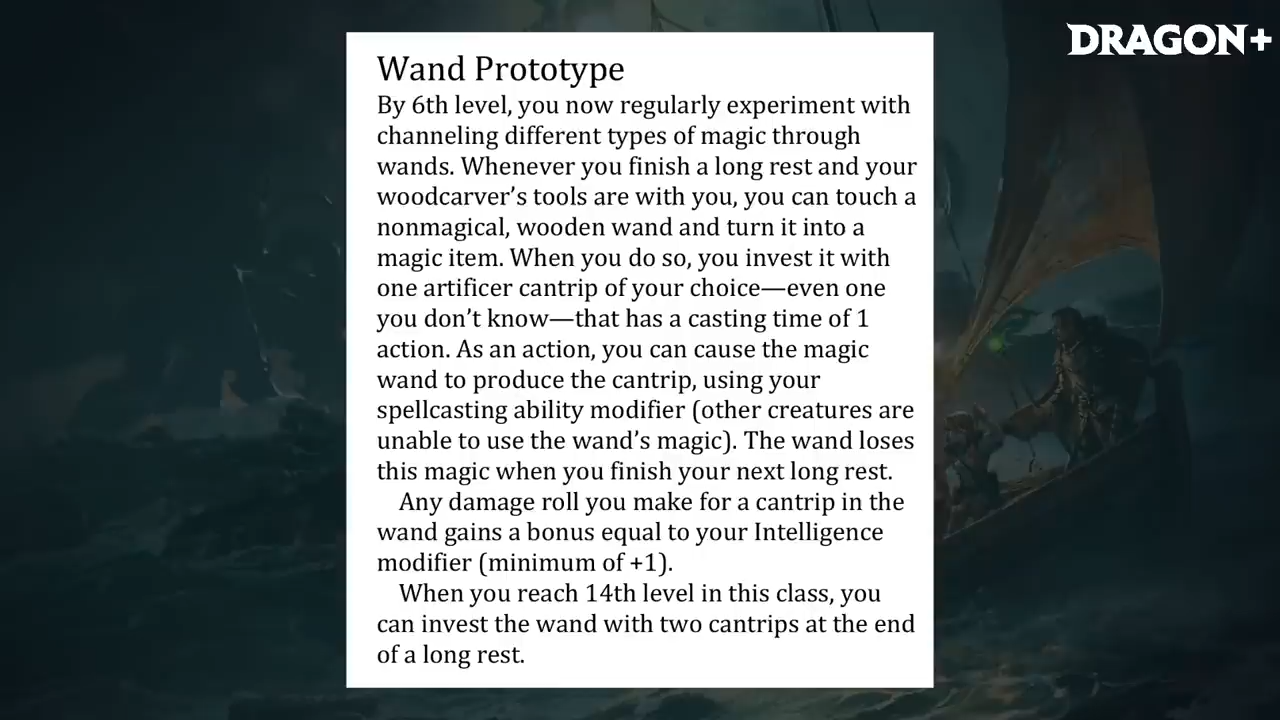 DRAGON+
Wand Prototype
By 6th level, you now regularly experiment with
channeling different types of magic through
wands. Whenever you finish a long rest and your
woodcarver’s tools are with you, you can touch a
nonmagical, wooden wand and turn it into a
magic item. When you do so, you invest it with
one artificer cantrip of your choice—even one
you don’t know—that has a casting time of 1
action. As an action, you can cause the magic
wand to produce the cantrip, using your
spellcasting ability modifier (other creatures are
unable to use the wand’s magic). The wand loses
this magic when you finish your next long rest.
Any damage roll you make for a cantrip in the
wand gains a bonus equal to your Intelligence
modifier (minimum of +1).
When you reach 14th level in this class, you
can invest the wand with two cantrips at the end
of a long rest.